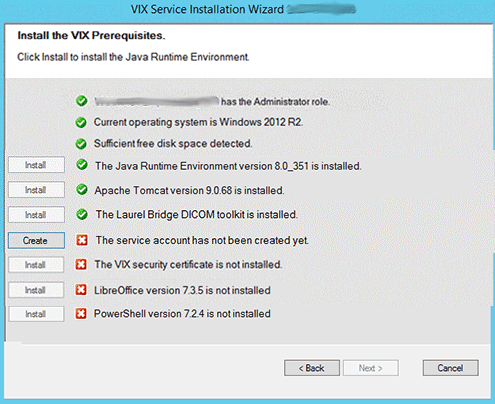 VIX Service Installation Wizard
Install the VIX Prerequisites.
Click Install to install the Java Runtime Environment.
has the Administrator role.
Current operating system is Windows 2012 R2.
Sufficient free disk space detected.
Install The Java Runtime Environment version 8.0_351 is installed.
Install Apache Tomcat version 9.0.68 is installed.
Install The Laurel Bridge DICOM toolkit is installed.
Create The service account has not been created yet.
Install The VIX security certificate is not installed.
Install LibreOffice version 7.3.5 is not installed
Install PowerShell version 7.2.4 is not installed
< Back Next > Cancel